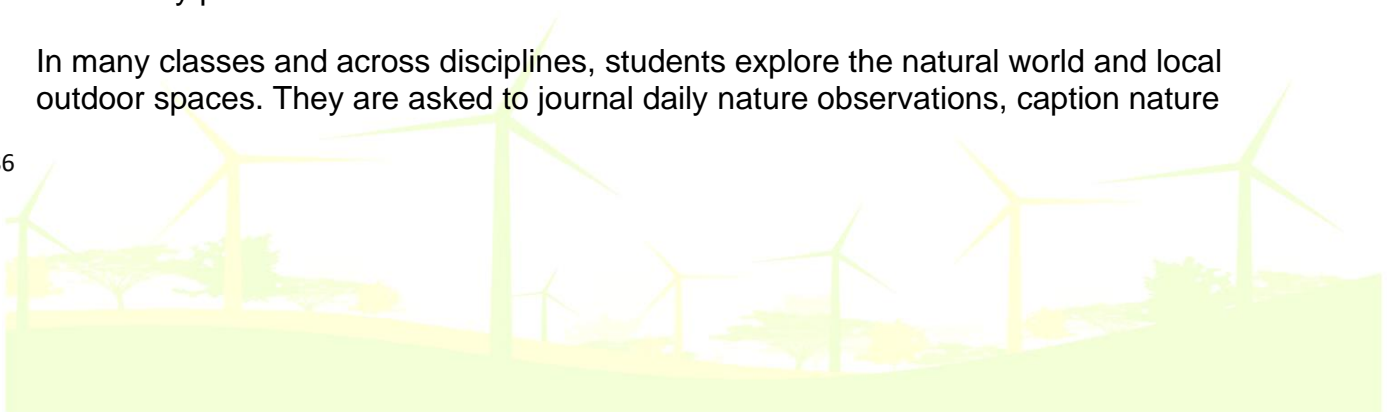 In many classes and across disciplines, students explore the natural world and local
outdoor spaces. They are asked to journal daily nature observations, caption nature